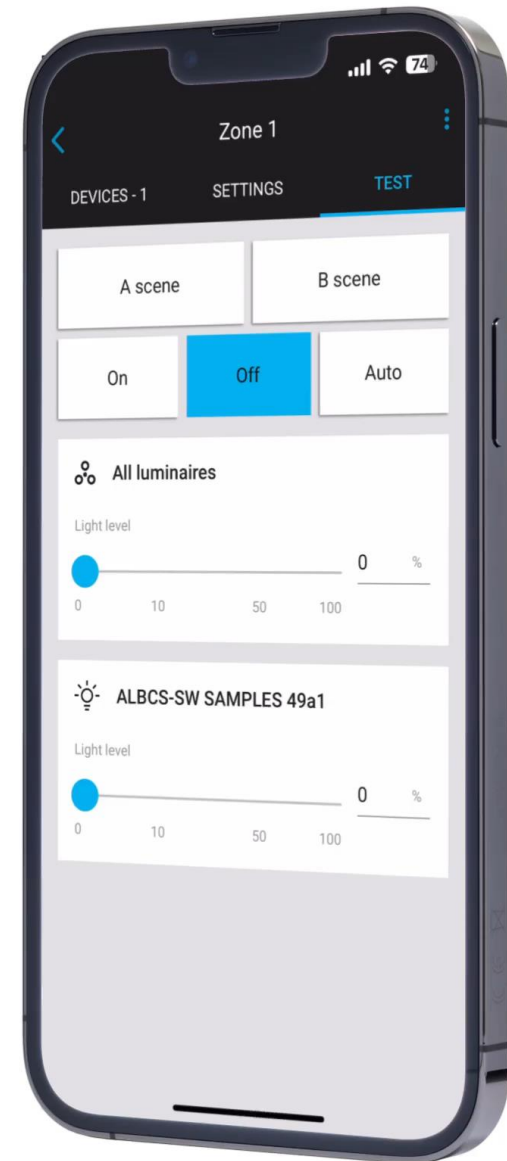 74
Zone 1
DEVICES - 1 SETTINGS TEST
A scene B scene
On Off Auto
All luminaires
Light level
0 %
0 10 50 100
ALBCS-SW SAMPLES 49a1
Light level
0 %
0 10 50 100